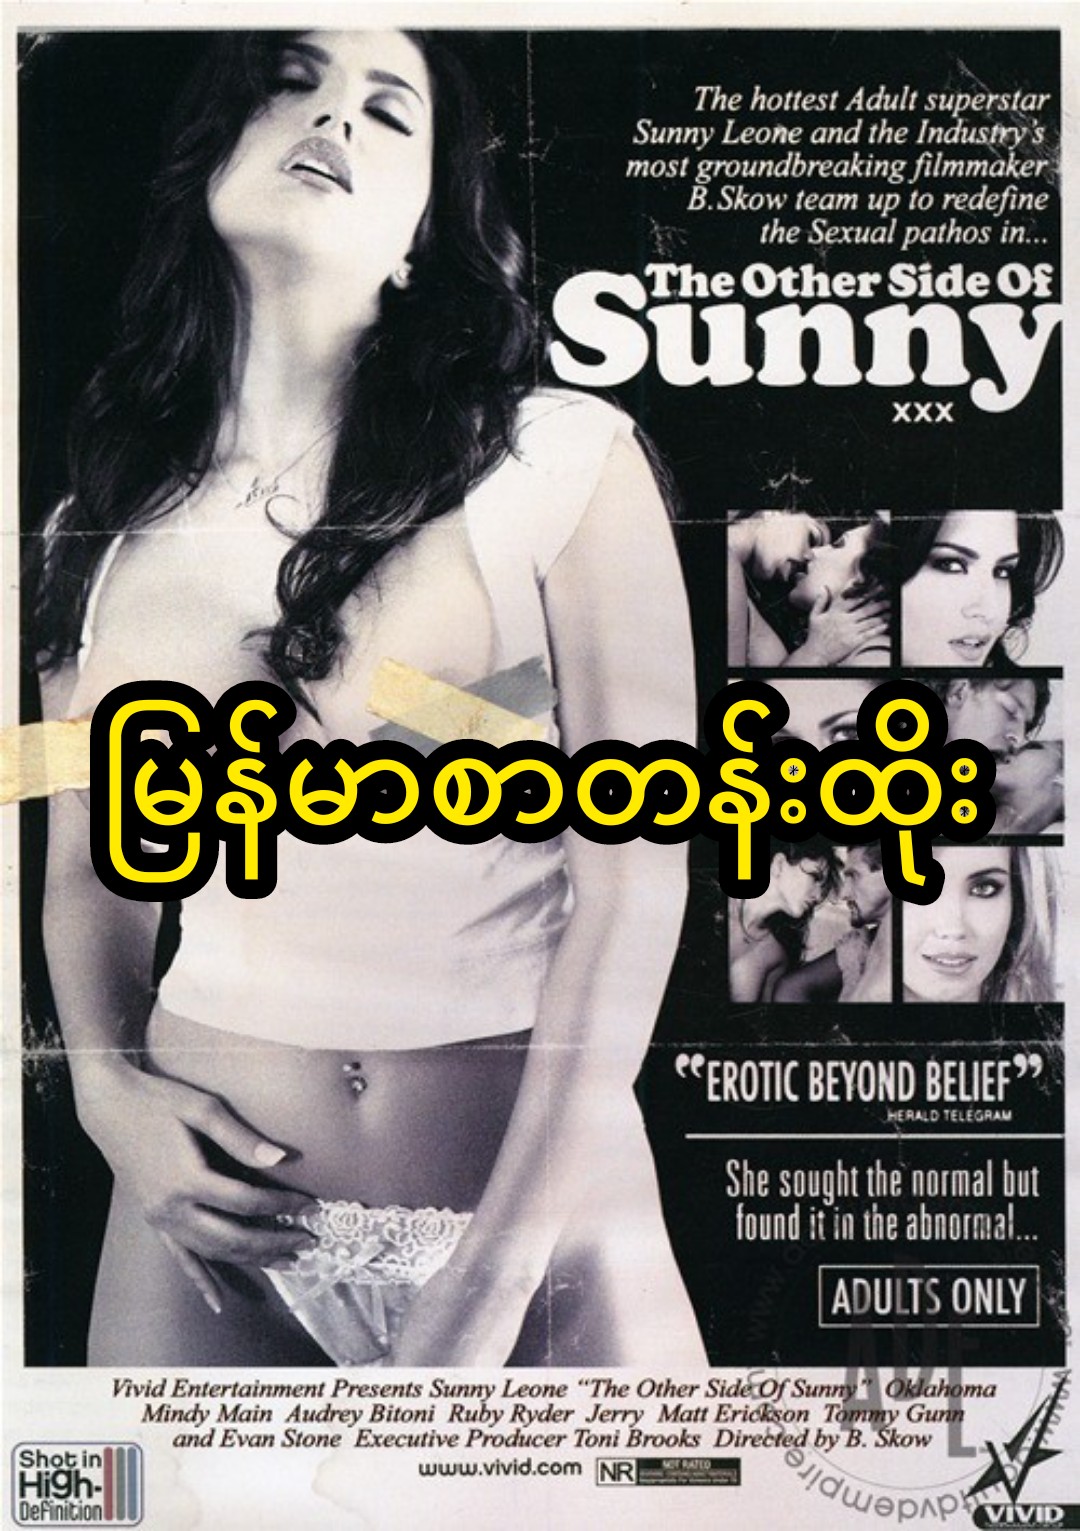 The hottest Adult superstar
Sunny Leone and the Industry's
most groundbreaking filmmaker
B.Skow team up to redefine
the Sexual pathos in...
The Other Side Of
Sunny
xxx
မြန်မာစာတန်းထိုး
"EROTIC BEYOND BELIEF"
HERALD TELEGRAM
She sought the normal but
found it in the abnormal...
ADULTS ONLY
Vivid Entertainment Presents Sunny Leone "The Other Side Of Sunny" Oklahoma
Mindy Main Audrey Bitoni Ruby Ryder Jerry Matt Erickson Tommy Gunn
and Evan Stone Executive Producer Toni Brooks Directed by B. Skow
www.vivid.com
NR
NOT RATED
Shot in
High-
Definition
VIVID